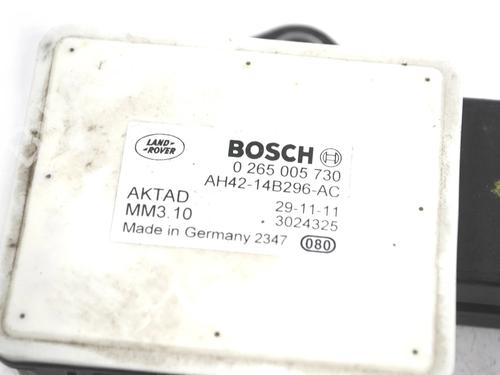 LAND
ROVER
BOSCH
0 265 005 730
AH42-14B296-AC
AKTAD
29-11-11
MM3.10
3024325
Made in Germany 2347
080